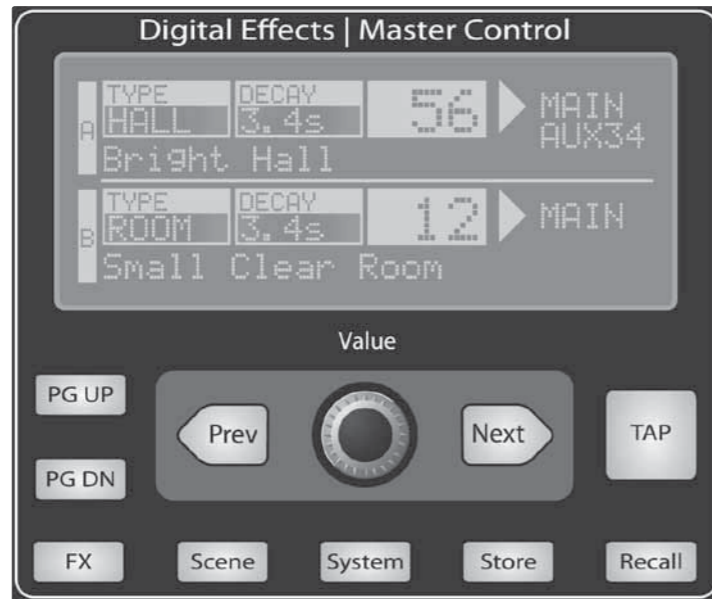 Digital Effects | Master Control
TYPE DECAY 56 MAIN
A HALL 3.4s AUX34
Bright Hall
TYPE DECAY 12 MAIN
B ROOM 3.4s
Small Clear Room
Value
PG UP
Prev Next TAP
PG DN
FX Scene System Store Recall